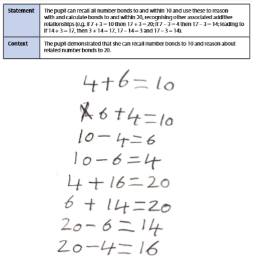 Statement
The pupil can recall all number bonds to and within 10 and use these to reason
with and calculate bonds to and within 20, recognising other associated additive
relationships (e.g. if 7 + 3 = 10 then 17 + 3 = 20; if 7 − 3 = 4 then 17 − 3 = 14; leading to
if 14 + 3 = 17, then 3 + 14 = 17, 17 − 14 = 3 and 17 − 3 = 14).
Context
The pupil demonstrated that she can recall number bonds to 10 and reason about
related number bonds to 20.
4 + 6 = 10
6 + 4 = 10
10 - 4 = 6
10 - 6 = 4
4 + 16 = 20
6 + 14 = 20
20 - 6 = 14
20 - 4 = 16